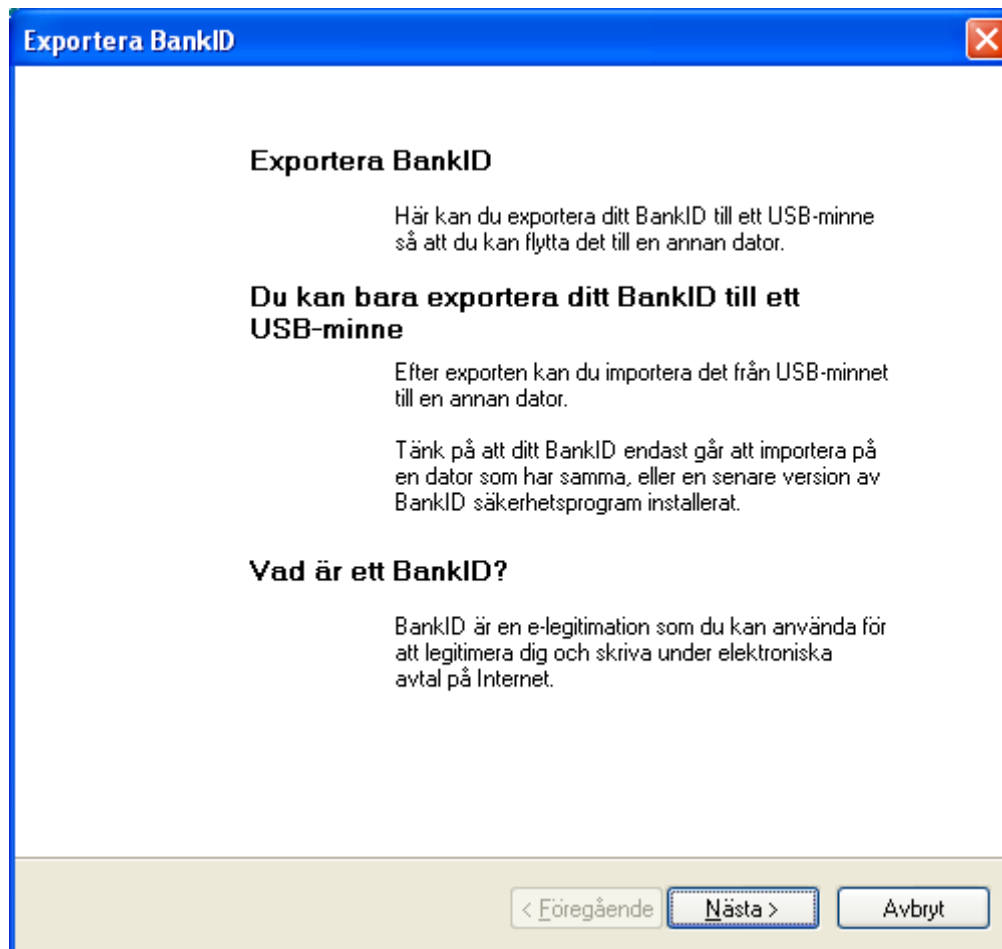 Exportera BankID
Exportera BankID
Här kan du exportera ditt BankID till ett USB-minne
så att du kan flytta det till en annan dator.
Du kan bara exportera ditt BankID till ett
USB-minne
Efter exporten kan du importera det från USB-minnet
till en annan dator.
Tänk på att ditt BankID endast går att importera på
en dator som har samma, eller en senare version av
BankID säkerhetsprogram installerat.
Vad är ett BankID?
BankID är en e-legitimation som du kan använda för
att legitimera dig och skriva under elektroniska
avtal på Internet.
< Föregående Nästa > Avbryt